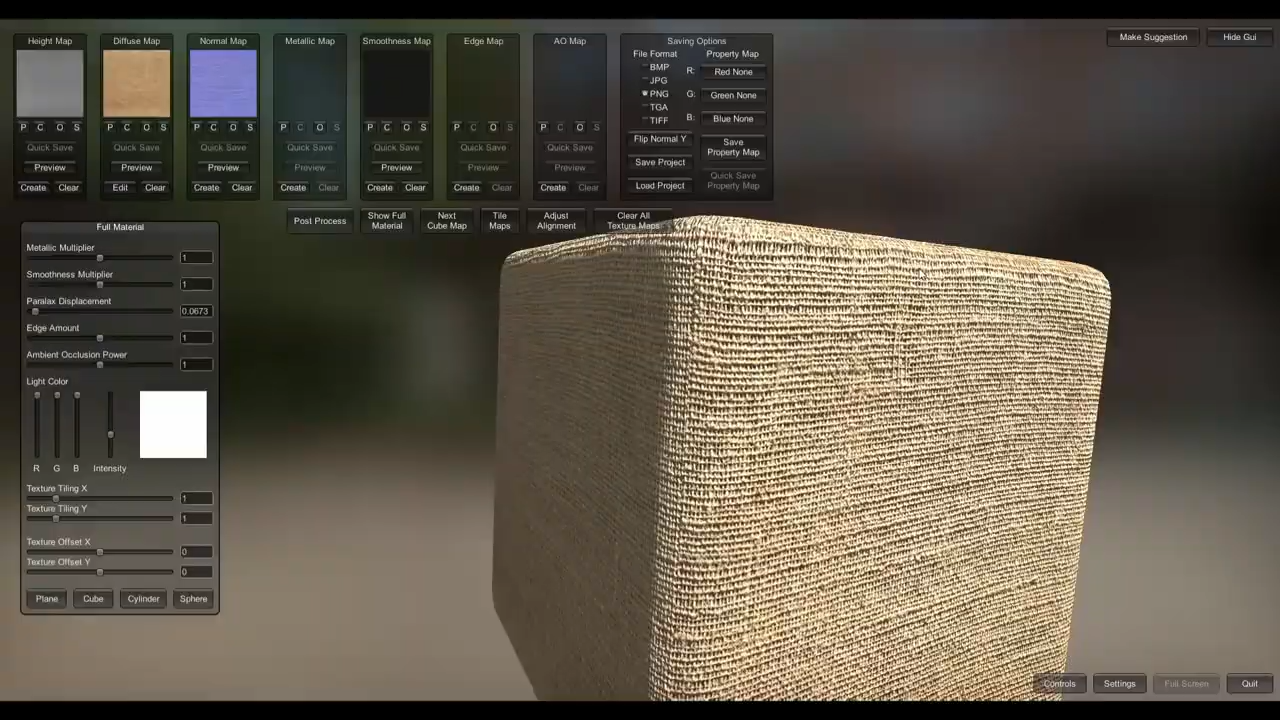 Height Map
Diffuse Map
Normal Map
Metallic Map
Smoothness Map
Edge Map
AO Map
Saving Options
Make Suggestion
Hide Gui
File Format
Property Map
BMP
JPG
PNG
TGA
TIFF
R: Red None
G: Green None
B: Blue None
P C O S
P C O S
P C O S
P C O S
P C O S
P C O S
P C O S
Flip Normal Y
Save
Property Map
Quick Save
Quick Save
Quick Save
Quick Save
Quick Save
Quick Save
Quick Save
Preview
Preview
Preview
Preview
Preview
Preview
Preview
Save Project
Quick Save
Property Map
Create Clear
Edit Clear
Create Clear
Create Clear
Create Clear
Create Clear
Create Clear
Load Project
Post Process
Show Full
Material
Next
Cube Map
Tile
Maps
Adjust
Alignment
Clear All
Texture Maps
Full Material
Metallic Multiplier
1
Smoothness Multiplier
1
Paralax Displacement
0.0673
Edge Amount
1
Ambient Occlusion Power
1
Light Color
R G B Intensity
Texture Tiling X
1
Texture Tiling Y
1
Texture Offset X
0
Texture Offset Y
0
Plane Cube Cylinder Sphere
Controls Settings Full Screen Quit